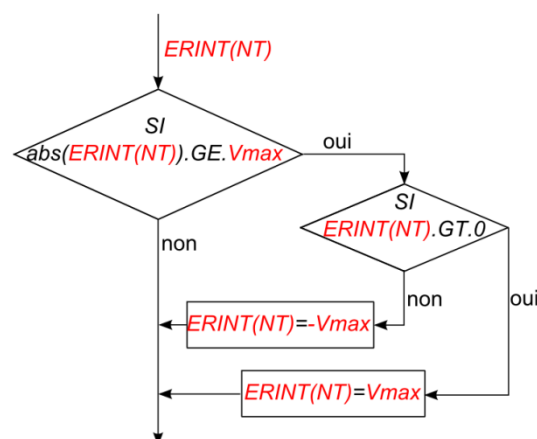 ERINT(NT)
SI
abs(ERINT(NT)).GE.Vmax
oui
SI
ERINT(NT).GT.0
non
non
oui
ERINT(NT)=-Vmax
ERINT(NT)=Vmax